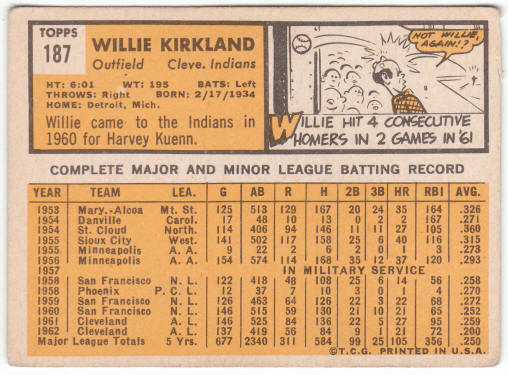 TOPPS
187
WILLIE KIRKLAND
Outfield Cleve. Indians
HT: 6:01 WT: 195 BATS: Left
THROWS: Right BORN: 2/17/1934
HOME: Detroit, Mich.
Willie came to the Indians in
1960 for Harvey Kuenn.
NOT WILLIE,
AGAIN!?
WILLIE HIT 4 CONSECUTIVE
HOMERS IN 2 GAMES IN '61
COMPLETE MAJOR AND MINOR LEAGUE BATTING RECORD
YEAR TEAM LEA. G AB R H 2B 3B HR RBI AVG.
1953 Mary.-Alcoa Mt. St. 125 513 129 167 20 24 35 164 .326
1954 Danville Carol. 17 48 10 13 0 2 2 167 .271
1954 St. Cloud North. 114 406 94 146 11 11 27 105 .360
1955 Sioux City West. 141 502 117 158 25 6 40 116 .315
1955 Minneapolis A. A. 9 22 2 6 2 0 1 3 .273
1956 Minneapolis A. A. 154 574 114 168 35 12 37 120 .293
1957 IN MILITARY SERVICE
1958 San Francisco N. L. 122 418 48 108 25 6 14 56 .258
1958 Phoenix P. C. L. 12 37 7 10 3 0 1 4 .270
1959 San Francisco N. L. 126 463 64 126 22 3 22 68 .272
1960 San Francisco N. L. 146 515 59 130 21 10 21 65 .252
1961 Cleveland A. L. 146 525 84 136 22 5 27 95 .259
1962 Cleveland A. L. 137 419 56 84 9 1 21 72 .200
Major League Totals 5 Yrs. 677 2340 311 584 99 25 105 356 .250
©T.C.G. PRINTED IN U.S.A.